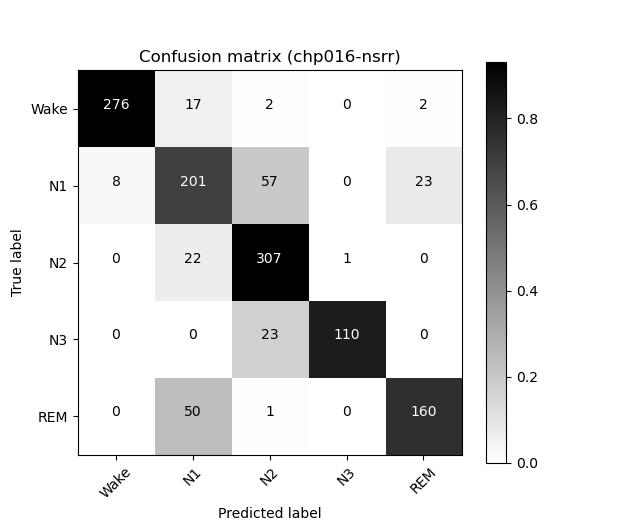 Confusion matrix (chp016-nsrr)
Wake 276 17 2 0 2
N1 8 201 57 0 23
N2 0 22 307 1 0
N3 0 0 23 110 0
REM 0 50 1 0 160
Wake N1 N2 N3 REM
Predicted label
True label
0.8
0.6
0.4
0.2
0.0